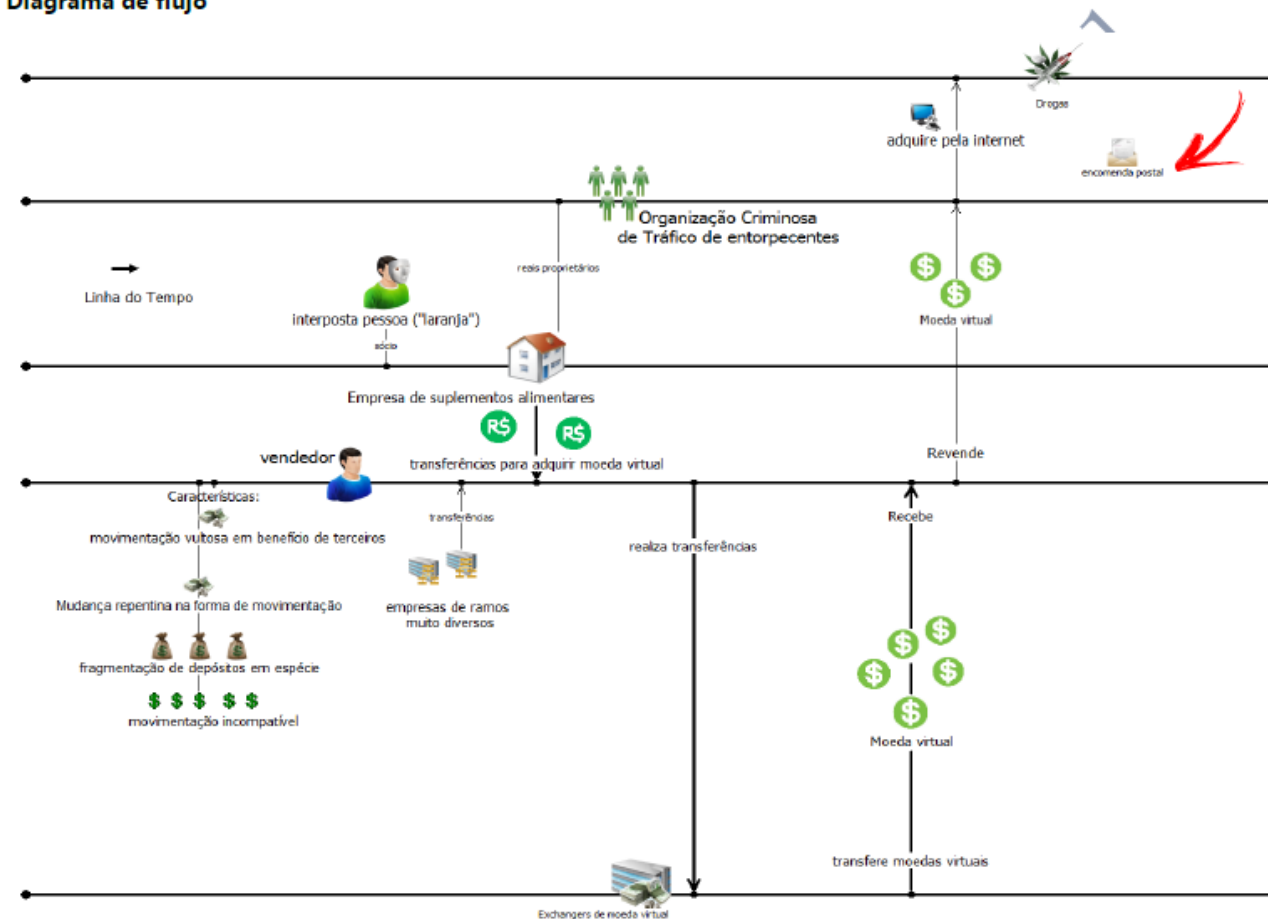 Diagrama de flujo
Drogas
adquire pela internet
encomenda postal
Organização Criminosa
de Tráfico de entorpecentes
reais proprietários
Linha do Tempo
interposta pessoa ("laranja")
Moeda virtual
sócio
Empresa de suplementos alimentares
R$ R$
vendedor
transferências para adquirir moeda virtual
Revende
Características:
transferências
Recebe
movimentação vultosa em benefício de terceiros
realiza transferências
Mudança repentina na forma de movimentação
empresas de ramos
muito diversos
fragmentação de depósitos em espécie
movimentação incompatível
Moeda virtual
transfere moedas virtuais
Exchangers de moeda virtual